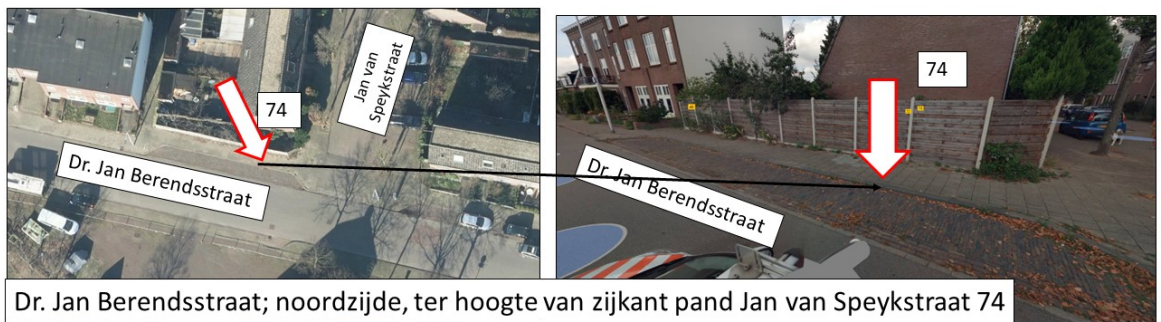 Jan van
Speykstraat
74
Dr. Jan Berendsstraat
74
Dr. Jan Berendsstraat
Dr. Jan Berendsstraat; noordzijde, ter hoogte van zijkant pand Jan van Speykstraat 74